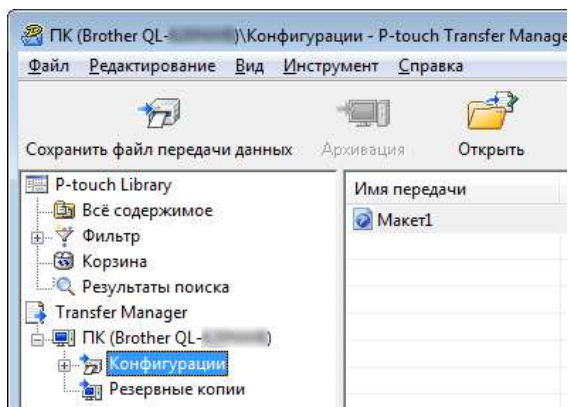 ПК (Brother QL-)\Конфигурации - P-touch Transfer Manage
Файл Редактирование Вид Инструмент Справка
Сохранить файл передачи данных Архивация Открыть
P-touch Library
Всё содержимое
Фильтр
Корзина
Результаты поиска
Transfer Manager
ПК (Brother QL-)
Конфигурации
Резервные копии
Имя передачи
Макет1